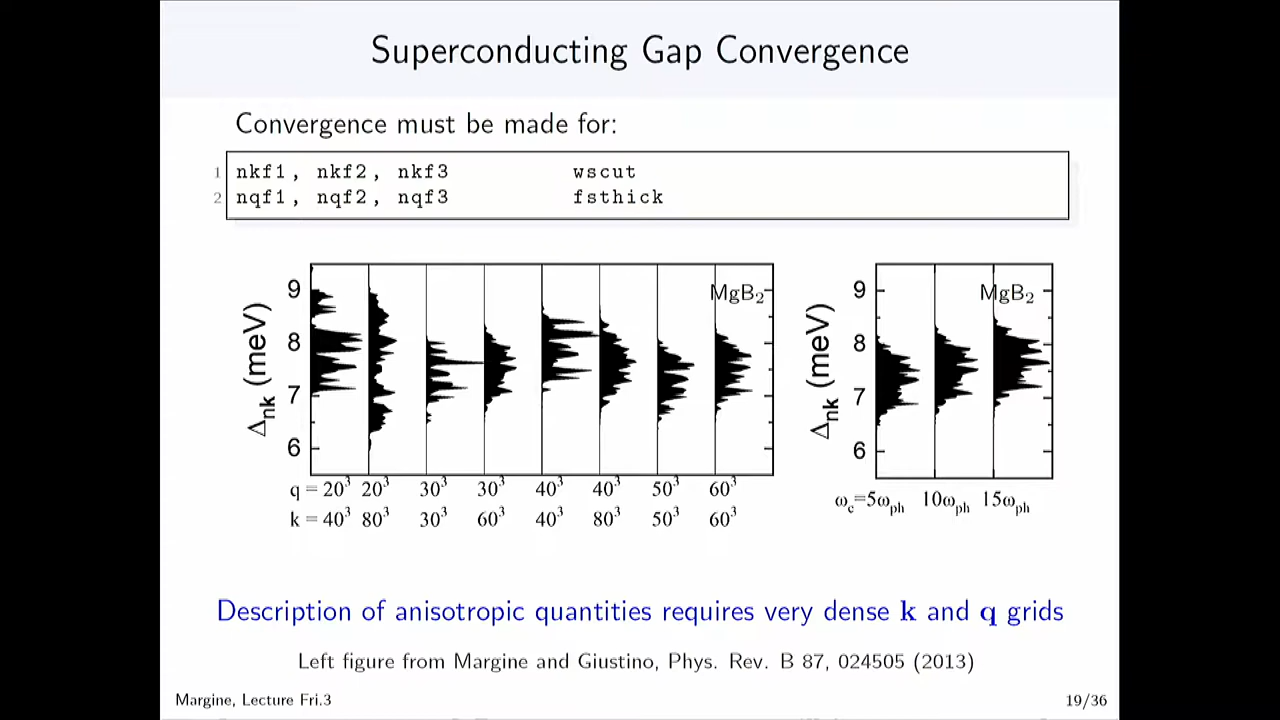 Superconducting Gap Convergence
Convergence must be made for:
1 nkf1, nkf2, nkf3 wscut
2 nqf1, nqf2, nqf3 fsthick
9
8
7
6
Δnk (meV)
MgB₂
q = 20³ 20³ 30³ 30³ 40³ 40³ 50³ 60³
k = 40³ 80³ 30³ 60³ 40³ 80³ 50³ 60³
9
8
7
6
Δnk (meV)
MgB₂
ωc=5ωph 10ωph 15ωph
Description of anisotropic quantities requires very dense k and q grids
Left figure from Margine and Giustino, Phys. Rev. B 87, 024505 (2013)
Margine, Lecture Fri.3 19/36